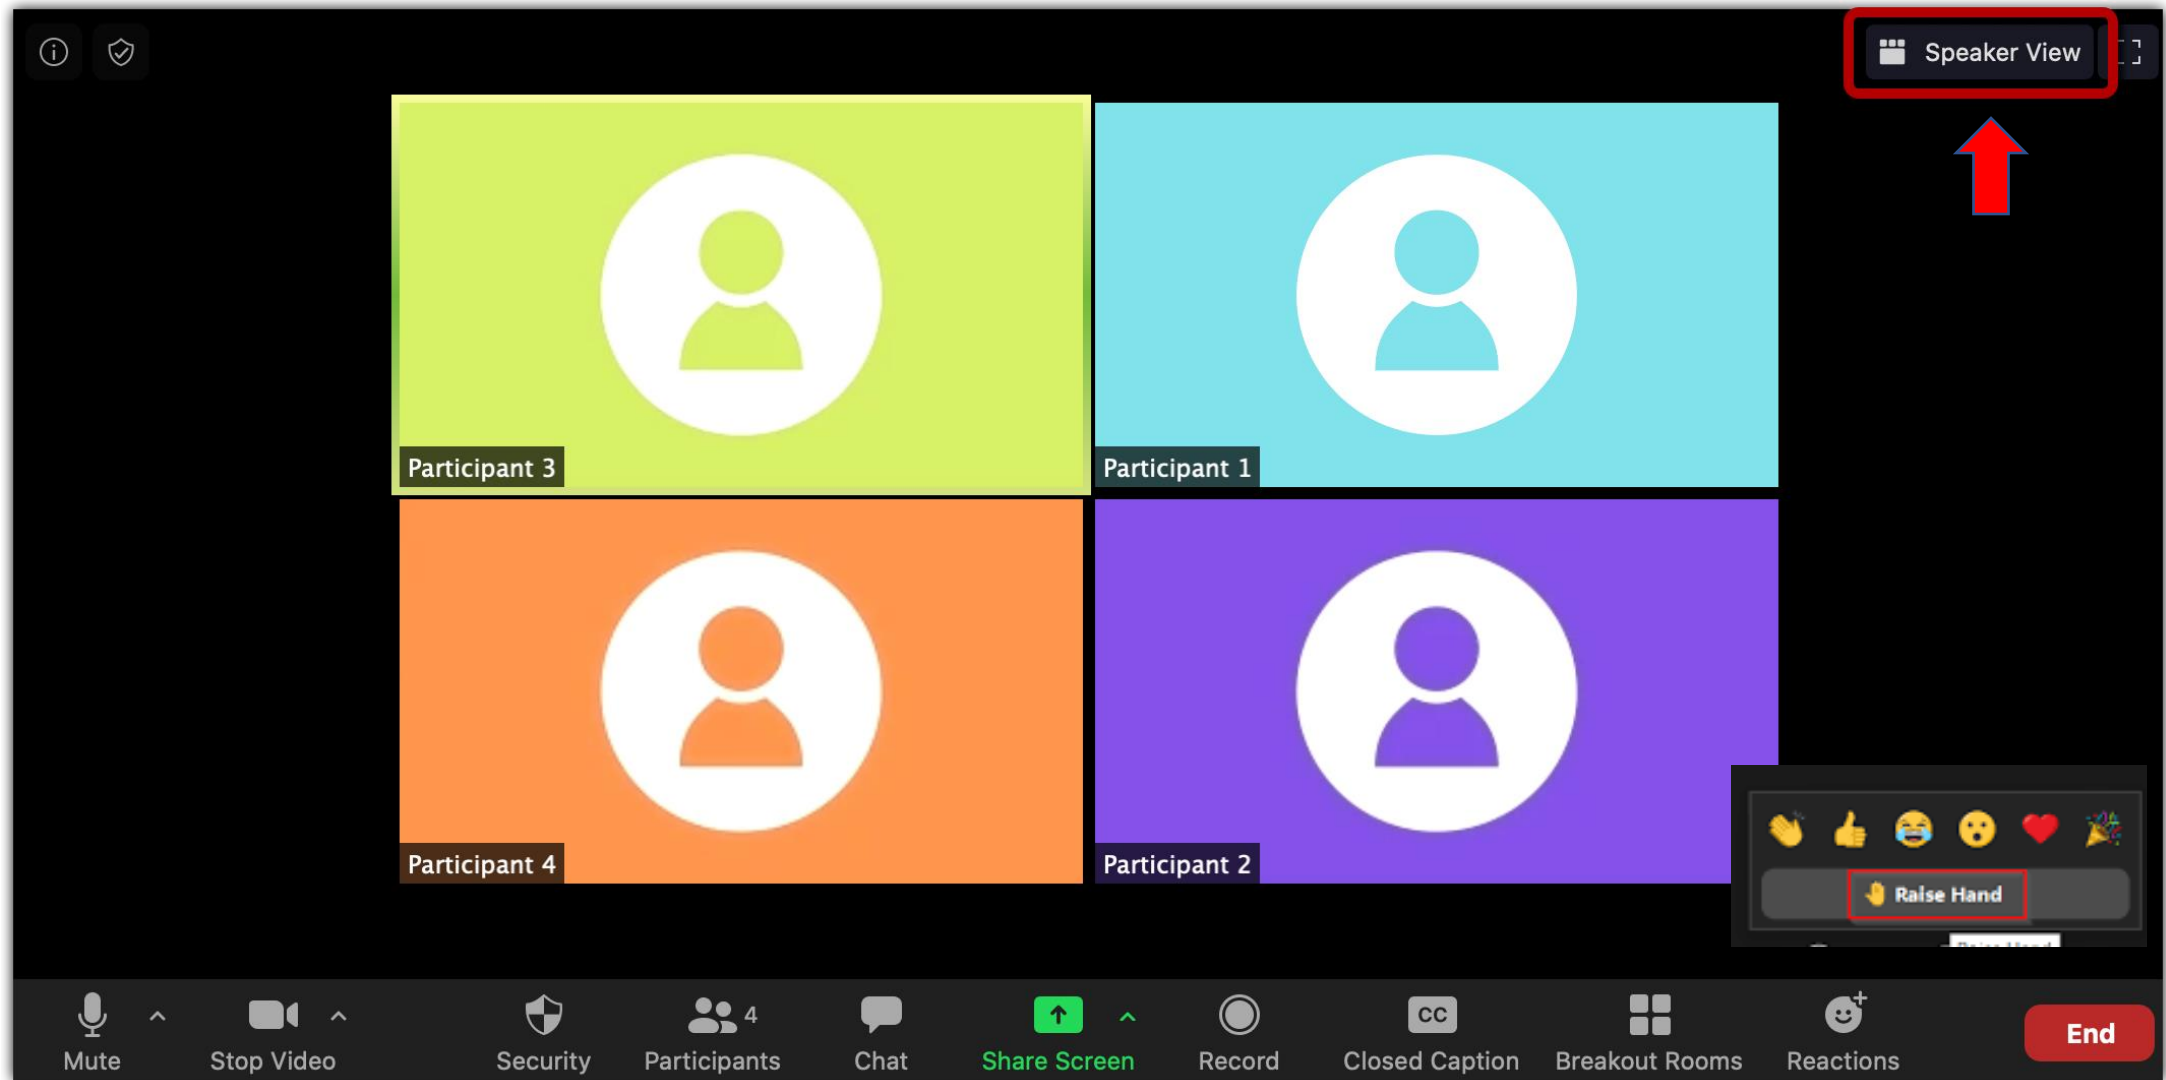 Speaker View
Participant 3
Participant 1
Participant 4
Participant 2
Raise Hand
4
CC
Mute
Stop Video
Security
Participants
Chat
Share Screen
Record
Closed Caption
Breakout Rooms
Reactions
End